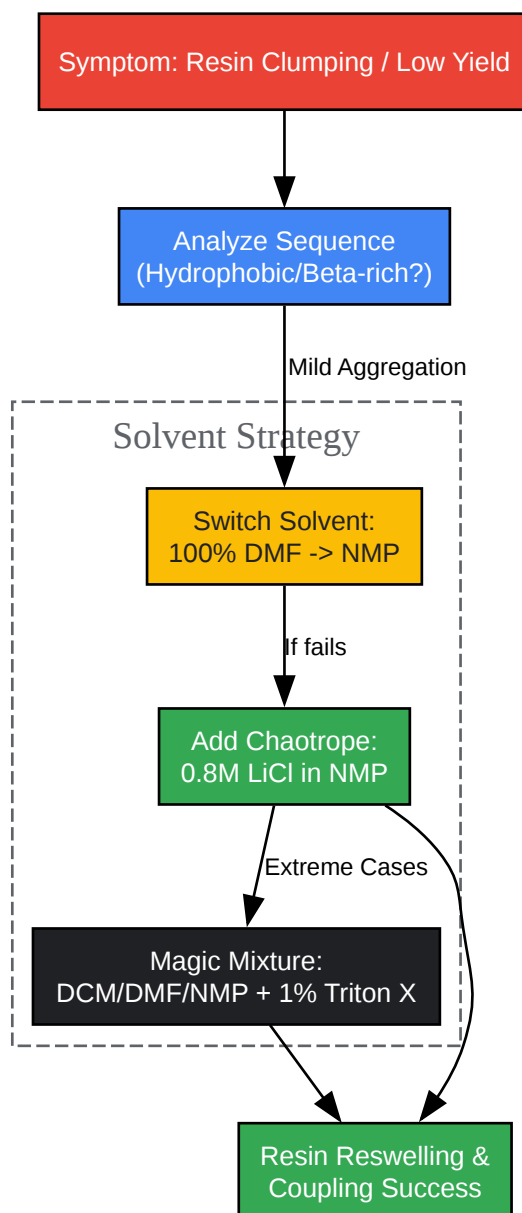 Symptom: Resin Clumping / Low Yield
Analyze Sequence
(Hydrophobic/Beta-rich?)
Mild Aggregation
Solvent Strategy
Switch Solvent:
100% DMF -> NMP
If fails
Add Chaotrope:
0.8M LiCl in NMP
Extreme Cases
Magic Mixture:
DCM/DMF/NMP + 1% Triton X
Resin Reswelling &
Coupling Success